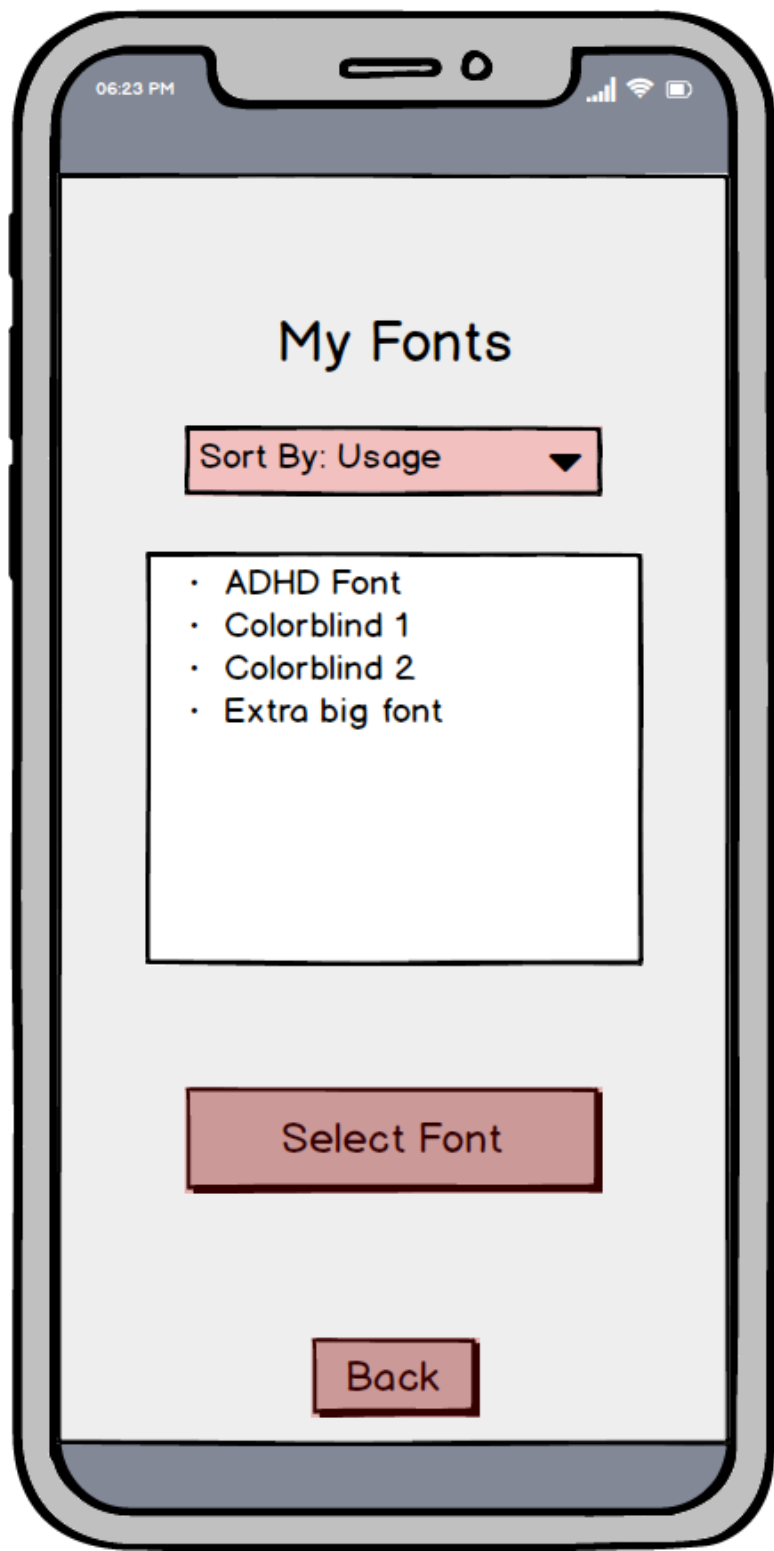 06:23 PM
My Fonts
Sort By: Usage
· ADHD Font
· Colorblind 1
· Colorblind 2
· Extra big font
Select Font
Back